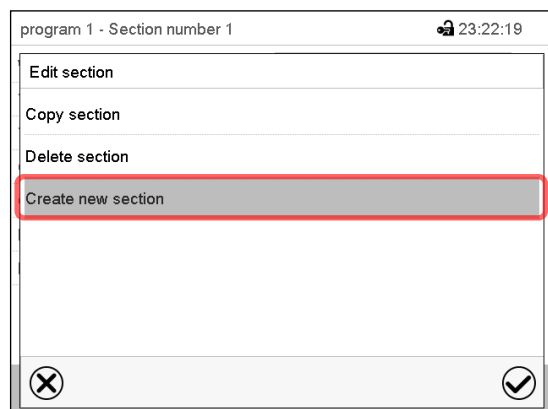 program 1 - Section number 1 23:22:19
Edit section
Copy section
Delete section
Create new section